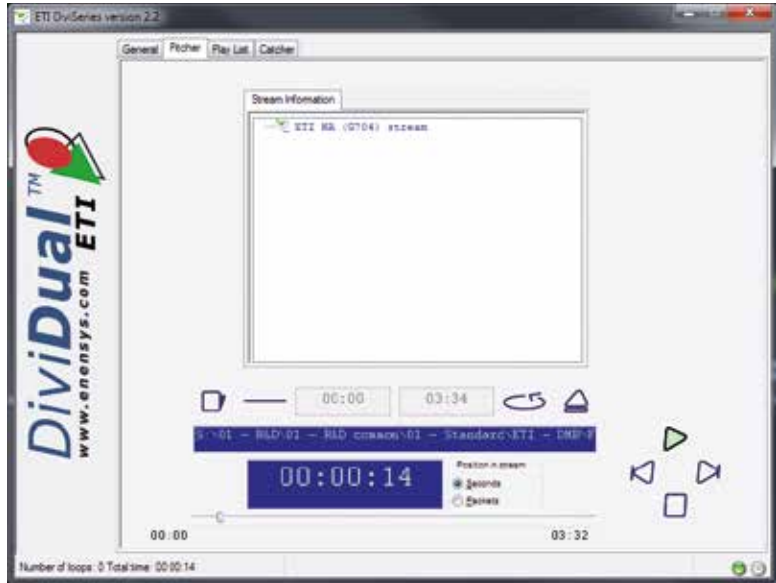 ETI DiviSeries version 2.2
General Pitcher Play List Catcher
Stream Information
ETI NA (G704) stream
DiviDual™ ETI
www.enensys.com
00:00 03:34
01 - R&D\01 - R&D common\01 - Standard\ETI - DMB\
00:00:14
Position in stream
Seconds
Packets
00:00 03:32
Number of loops: 0 Total time: 00:00:14